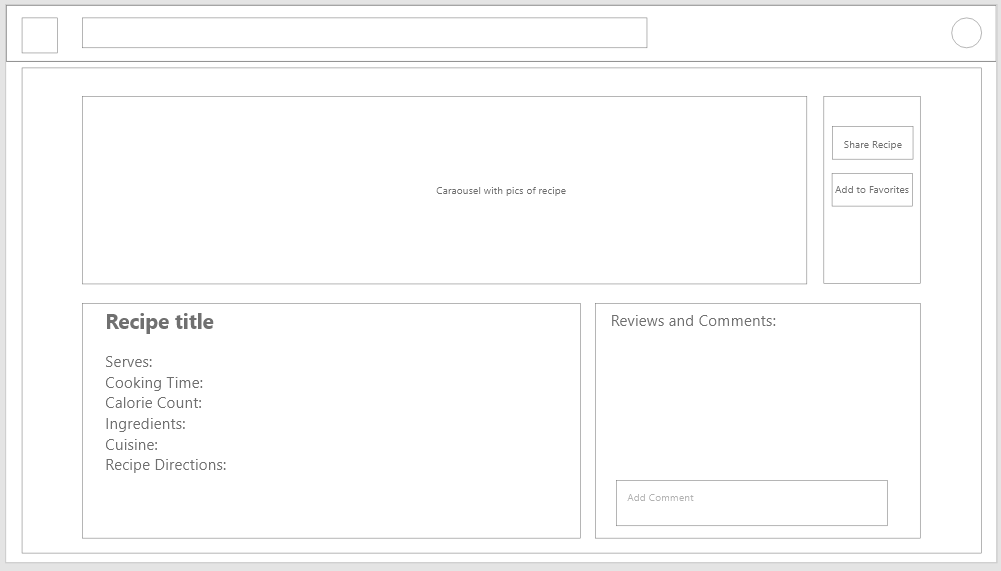 Share Recipe
Caraousel with pics of recipe
Add to Favorites
Recipe title
Serves:
Cooking Time:
Calorie Count:
Ingredients:
Cuisine:
Recipe Directions:
Reviews and Comments:
Add Comment